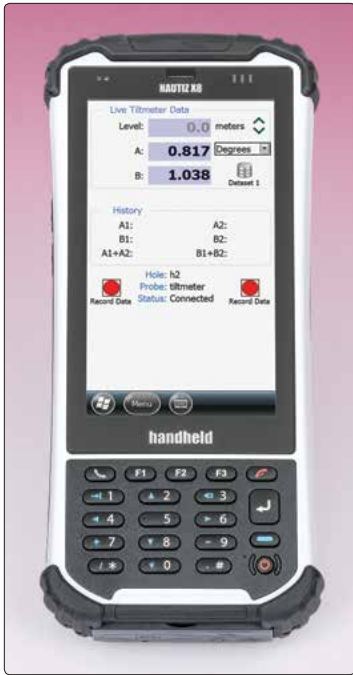 NAUTIZ X8
Live Tiltmeter Data
Level: 0.0 meters
A: 0.817 Degrees
B: 1.038 Dataset 1
History
A1: A2:
B1: B2:
A1+A2: B1+B2:
Hole: h2
Probe: tiltmeter
Record Data Status: Connected Record Data
Menu
handheld
F1 F2 F3
1 2 3
4 5 6
7 8 9
/ * 0 . #